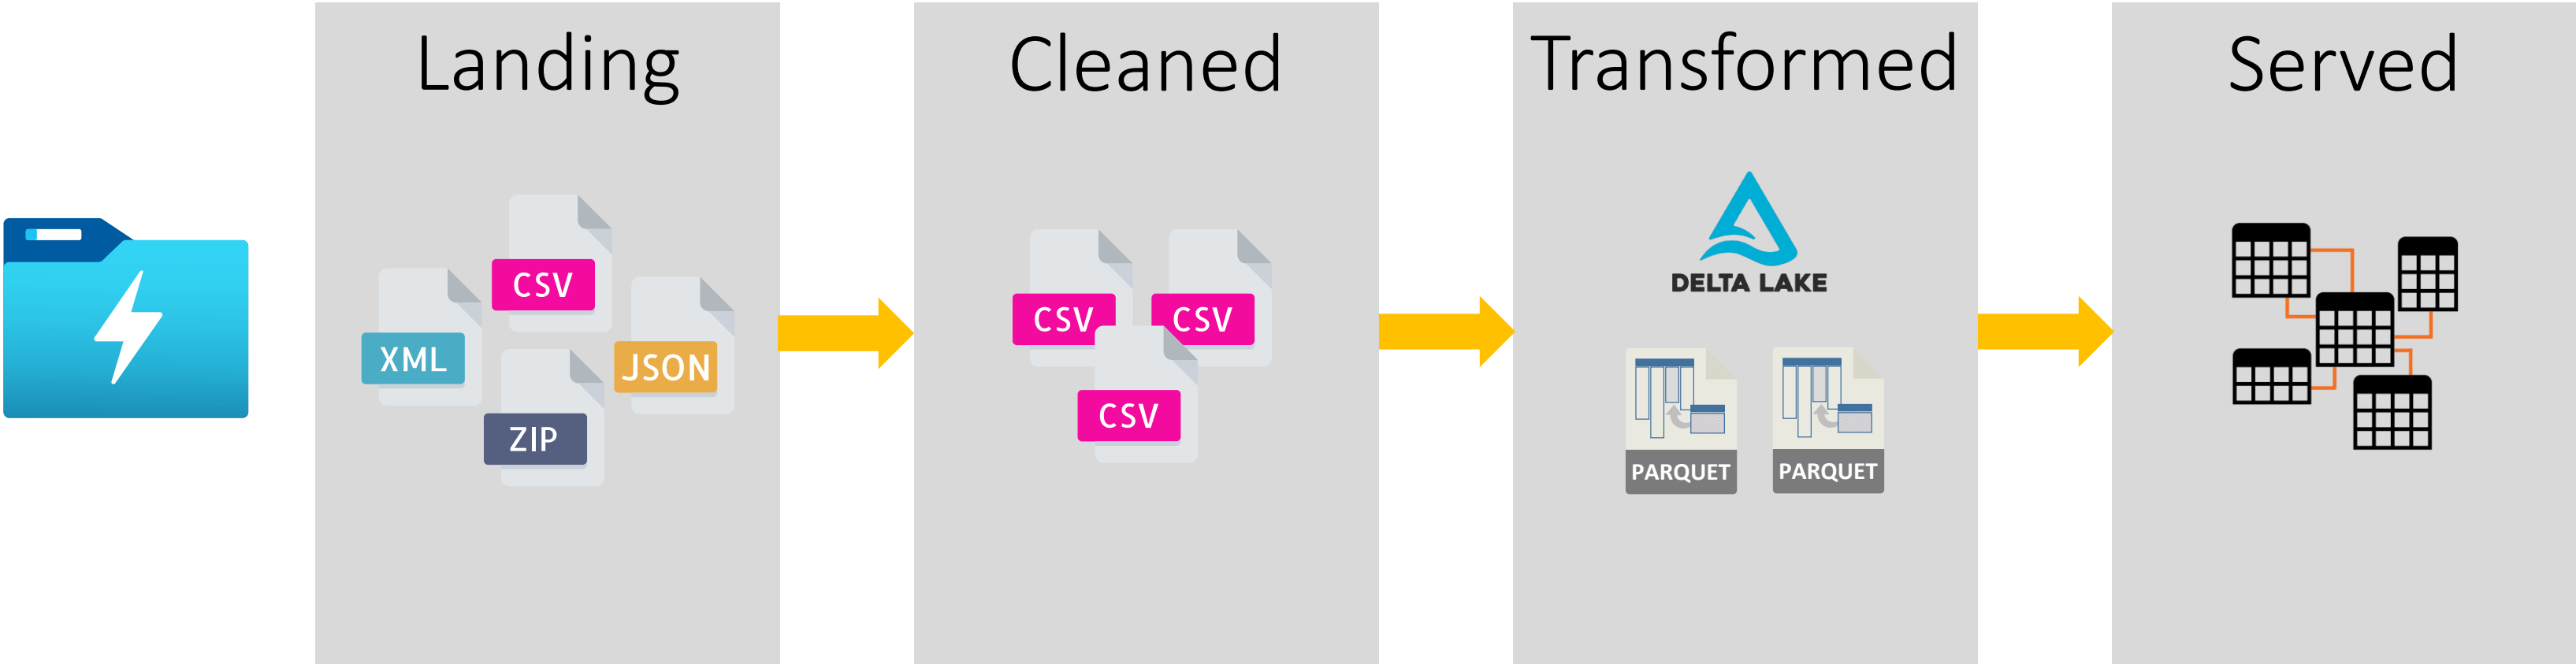 Landing
CSV
XML
JSON
ZIP
Cleaned
CSV
CSV
CSV
Transformed
DELTA LAKE
PARQUET
PARQUET
Served